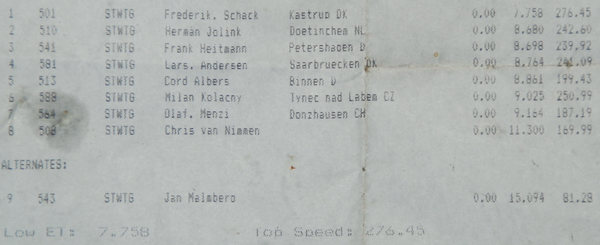 1 501 STWTG Frederik. Schack Kastrup DK 0.00 7.758 276.45
2 510 STWTG Herman Jolink Doetinchem NL 0.00 8.680 242.60
3 541 STWTG Frank Heitmann Petershagen D 0.00 8.698 239.92
4 581 STWTG Lars. Andersen Saarbruecken DK 0.00 8.764 241.09
5 513 STWTG Cord Albers Binnen D 0.00 8.861 199.43
6 588 STWTG Milan Kolacny Tynec nad Labem CZ 0.00 9.025 250.99
7 564 STWTG Olaf. Menzi Donzhausen CH 0.00 9.164 187.19
8 508 STWTG Chris van Nimmen 0.00 11.300 169.99
ALTERNATES:
9 543 STWTG Jan Malmberg 0.00 15.094 81.28
Low ET: 7.758 - Top Speed: 276.45